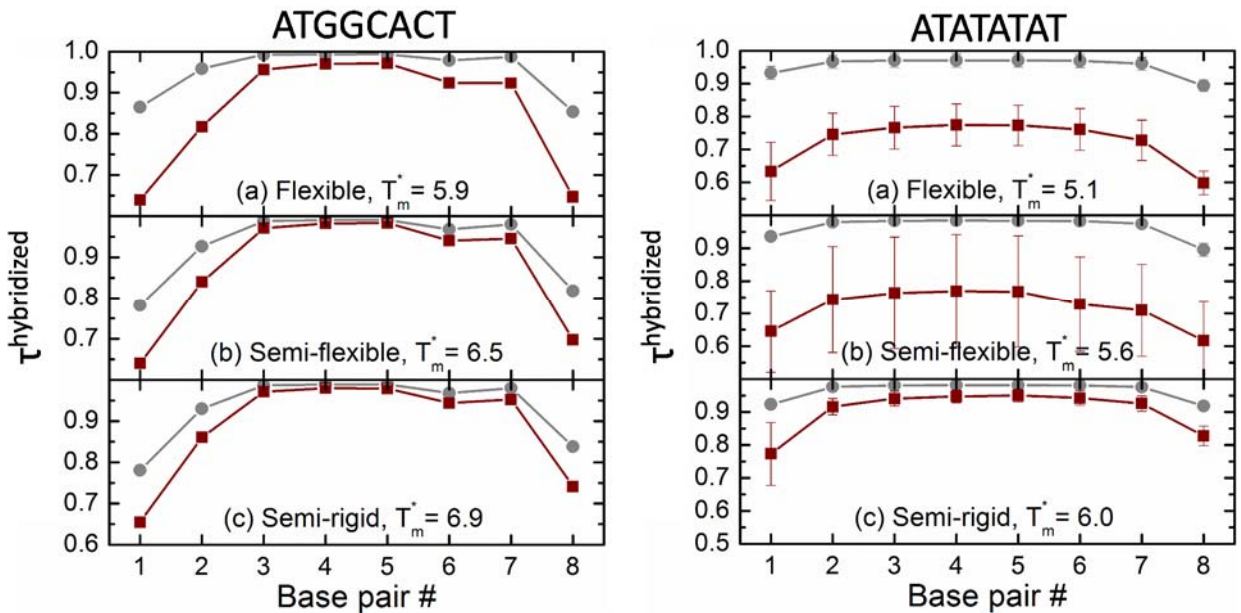 ATGGCACT
1.0
0.9
0.8
0.7
(a) Flexible, T*m = 5.9
0.9
0.8
0.7
(b) Semi-flexible, T*m = 6.5
0.9
0.8
0.7
0.6
(c) Semi-rigid, T*m = 6.9
1 2 3 4 5 6 7 8
Base pair #
τhybridized
ATATATAT
1.0
0.9
0.8
0.7
0.6
(a) Flexible, T*m = 5.1
0.9
0.8
0.7
0.6
(b) Semi-flexible, T*m = 5.6
0.9
0.8
0.7
0.6
0.5
(c) Semi-rigid, T*m = 6.0
1 2 3 4 5 6 7 8
Base pair #